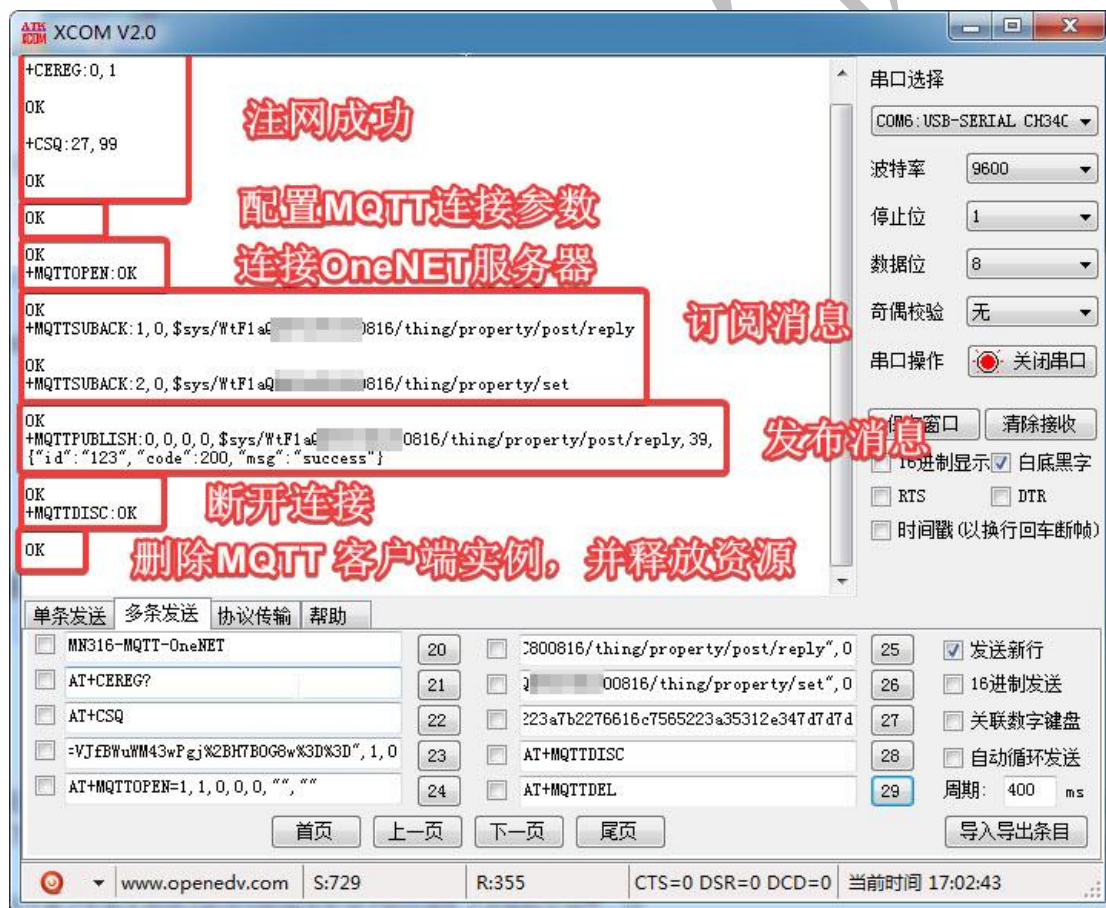 ATK XCOM XCOM V2.0
+CEREG:0,1
OK
注网成功
+CSQ:27,99
OK
配置MQTT连接参数
OK
OK
+MQTTOPEN:OK
连接OneNET服务器
OK
+MQTTSUBACK:1,0,$sys/WtF1aQ 0816/thing/property/post/reply
订阅消息
OK
+MQTTSUBACK:2,0,$sys/WtF1aQ 816/thing/property/set
OK
+MQTTPUBLISH:0,0,0,0,$sys/WtF1aQ 0816/thing/property/post/reply,39,
{"id":"123","code":200,"msg":"success"}
发布消息
OK
+MQTTDISC:OK
断开连接
OK
删除MQTT 客户端实例，并释放资源
串口选择
COM6:USB-SERIAL CH34C
波特率 9600
停止位 1
数据位 8
奇偶校验 无
串口操作 关闭串口
窗口 清除接收
16进制显示 白底黑字
RTS DTR
时间戳(以换行回车断帧)
单条发送 多条发送 协议传输 帮助
MN316-MQTT-OneNET 20 C800816/thing/property/post/reply",0 25 发送新行
AT+CEREG? 21 00816/thing/property/set",0 26 16进制发送
AT+CSQ 22 223a7b2276616c7565223a35312e347d7d7d 27 关联数字键盘
=VJfBWuWM43wPgj%2BH7BOG8w%3D%3D",1,0 23 AT+MQTTDISC 28 自动循环发送
AT+MQTTOPEN=1,1,0,0,0,"","" 24 AT+MQTTDEL 29 周期: 400 ms
首页 上一页 下一页 尾页 导入导出条目
www.openedv.com S:729 R:355 CTS=0 DSR=0 DCD=0 当前时间 17:02:43